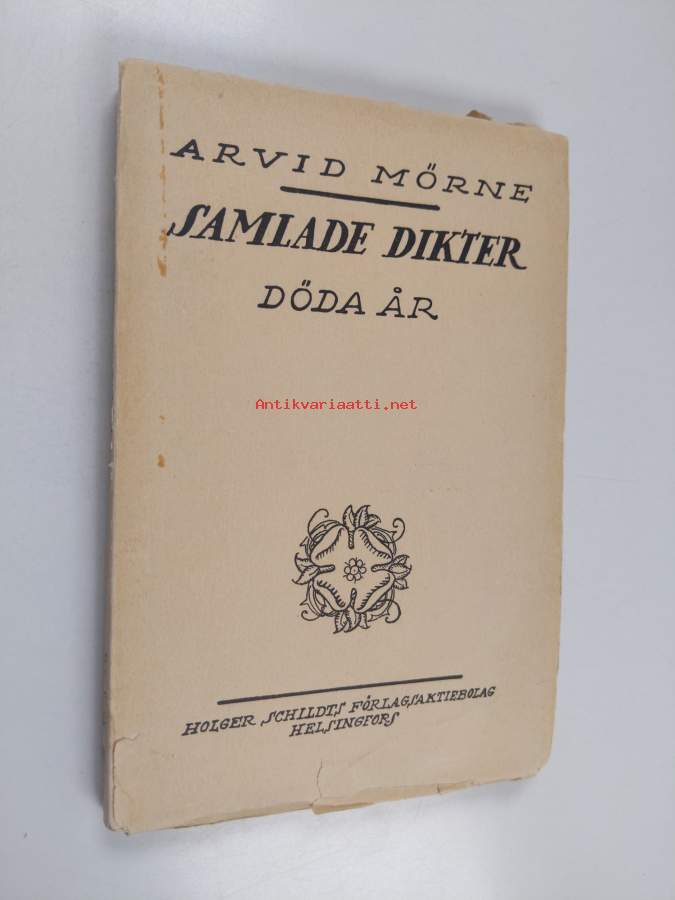 ARVID MÖRNE
SAMLADE DIKTER
DÖDA ÅR
Antikvariaatti.net
HOLGER SCHILDTS FÖRLAGSAKTIEBOLAG
HELSINGFORS